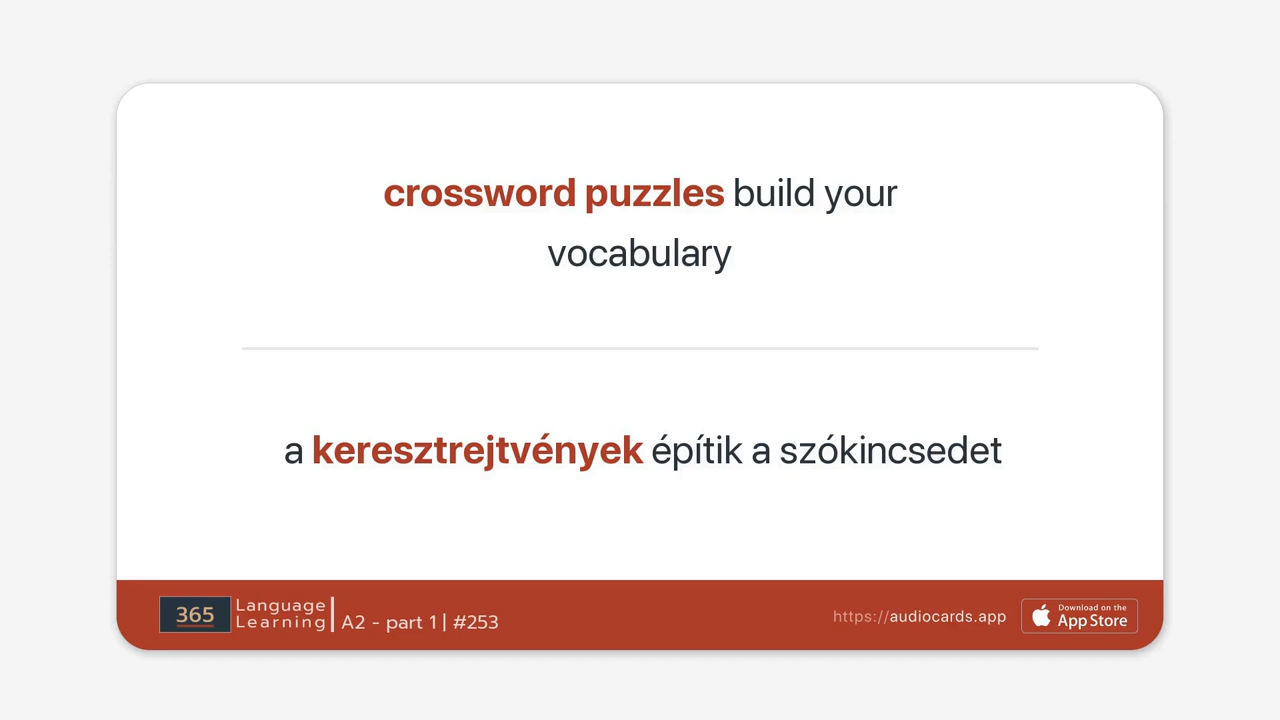 crossword puzzles build your
vocabulary
a keresztrejtvények építik a szókincsedet
365
Language
Learning
A2 - part 1 | #253
https://audiocards.app
Download on the
App Store